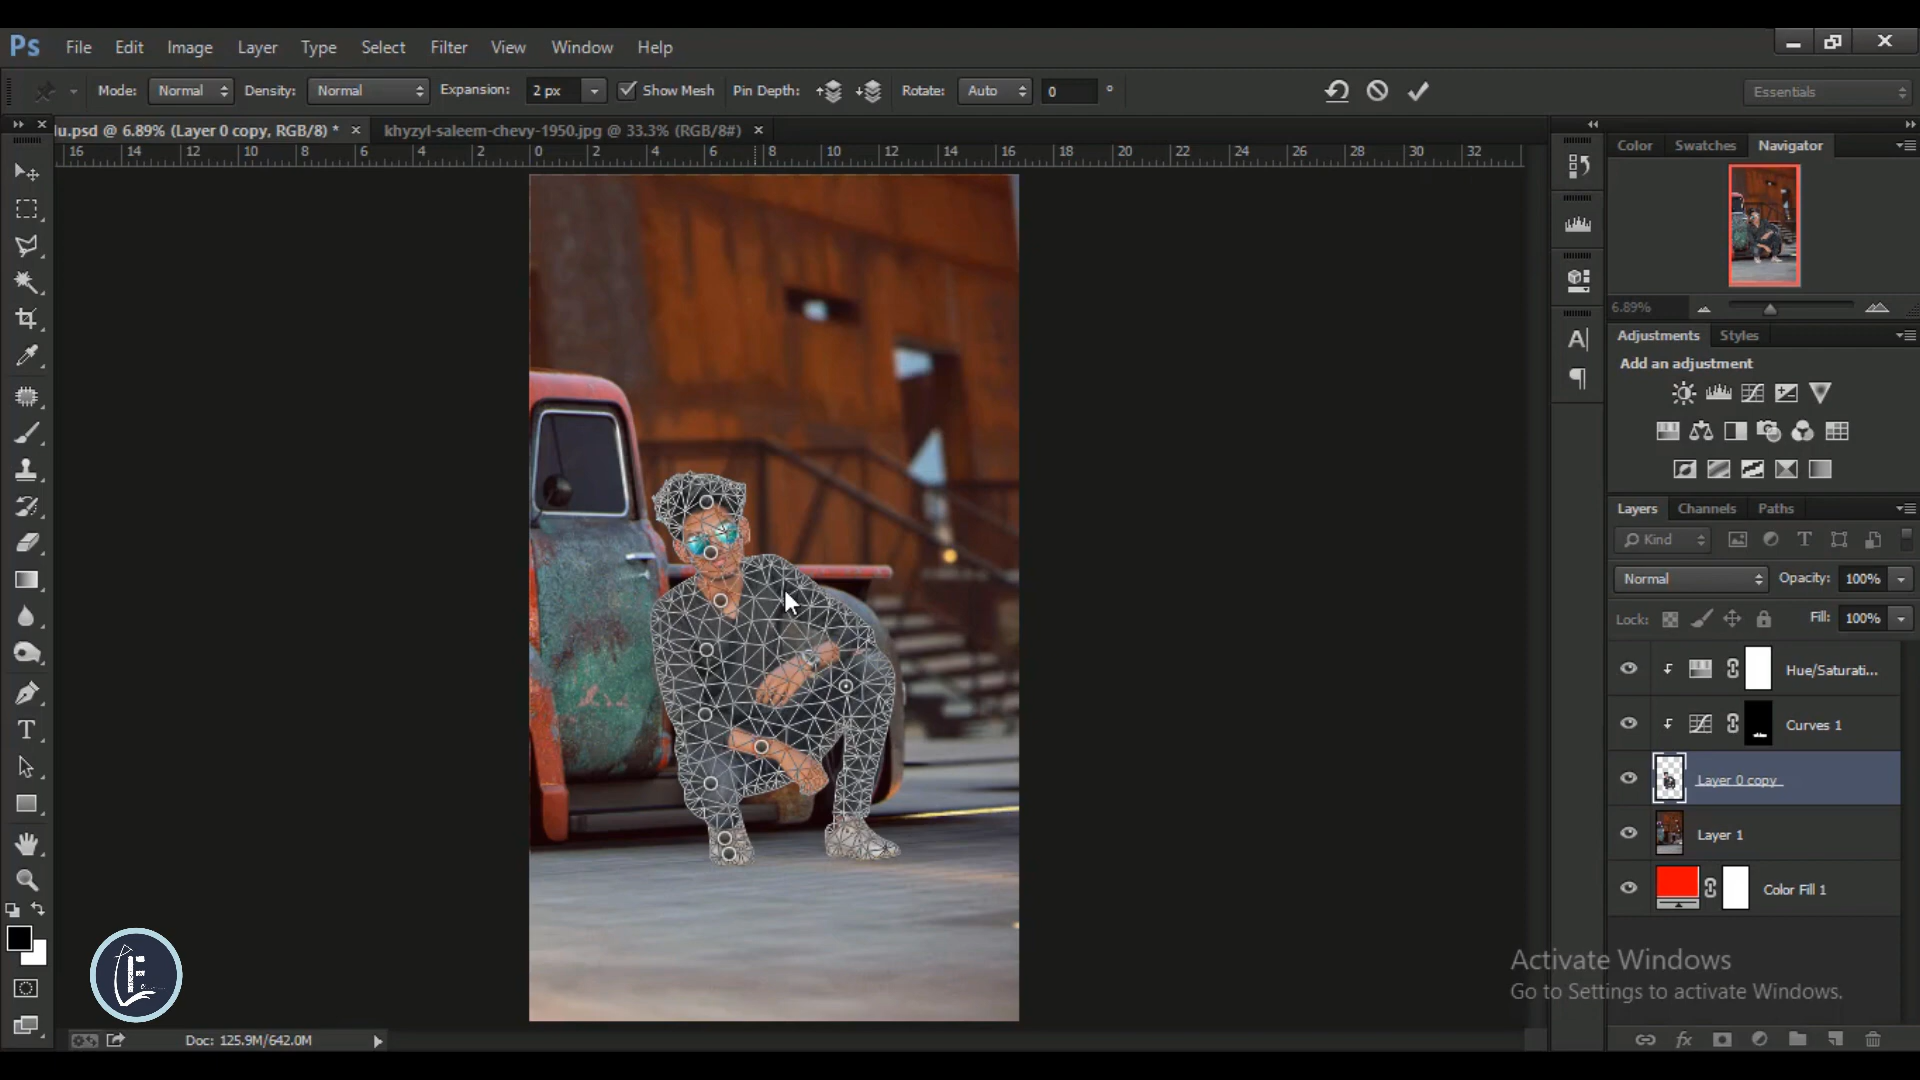 Ps File Edit Image Layer Type Select Filter View Window Help
Mode: Normal Density: Normal Expansion: 2 px Show Mesh Pin Depth: Rotate: Auto 0 ° Essentials
lu.psd @ 6.89% (Layer 0 copy, RGB/8) * × khyzyl-saleem-chevy-1950.jpg @ 33.3% (RGB/8#) ×
16 14 12 10 8 6 4 2 0 2 4 6 8 10 12 14 16 18 20 22 24 26 28 30 32
Color Swatches Navigator
6.89%
Adjustments Styles
Add an adjustment
Layers Channels Paths
Kind
Normal Opacity: 100%
Lock: Fill: 100%
Hue/Saturati...
Curves 1
Layer 0 copy
Layer 1
Color Fill 1
Activate Windows
Go to Settings to activate Windows.
E
Doc: 125.9M/642.0M